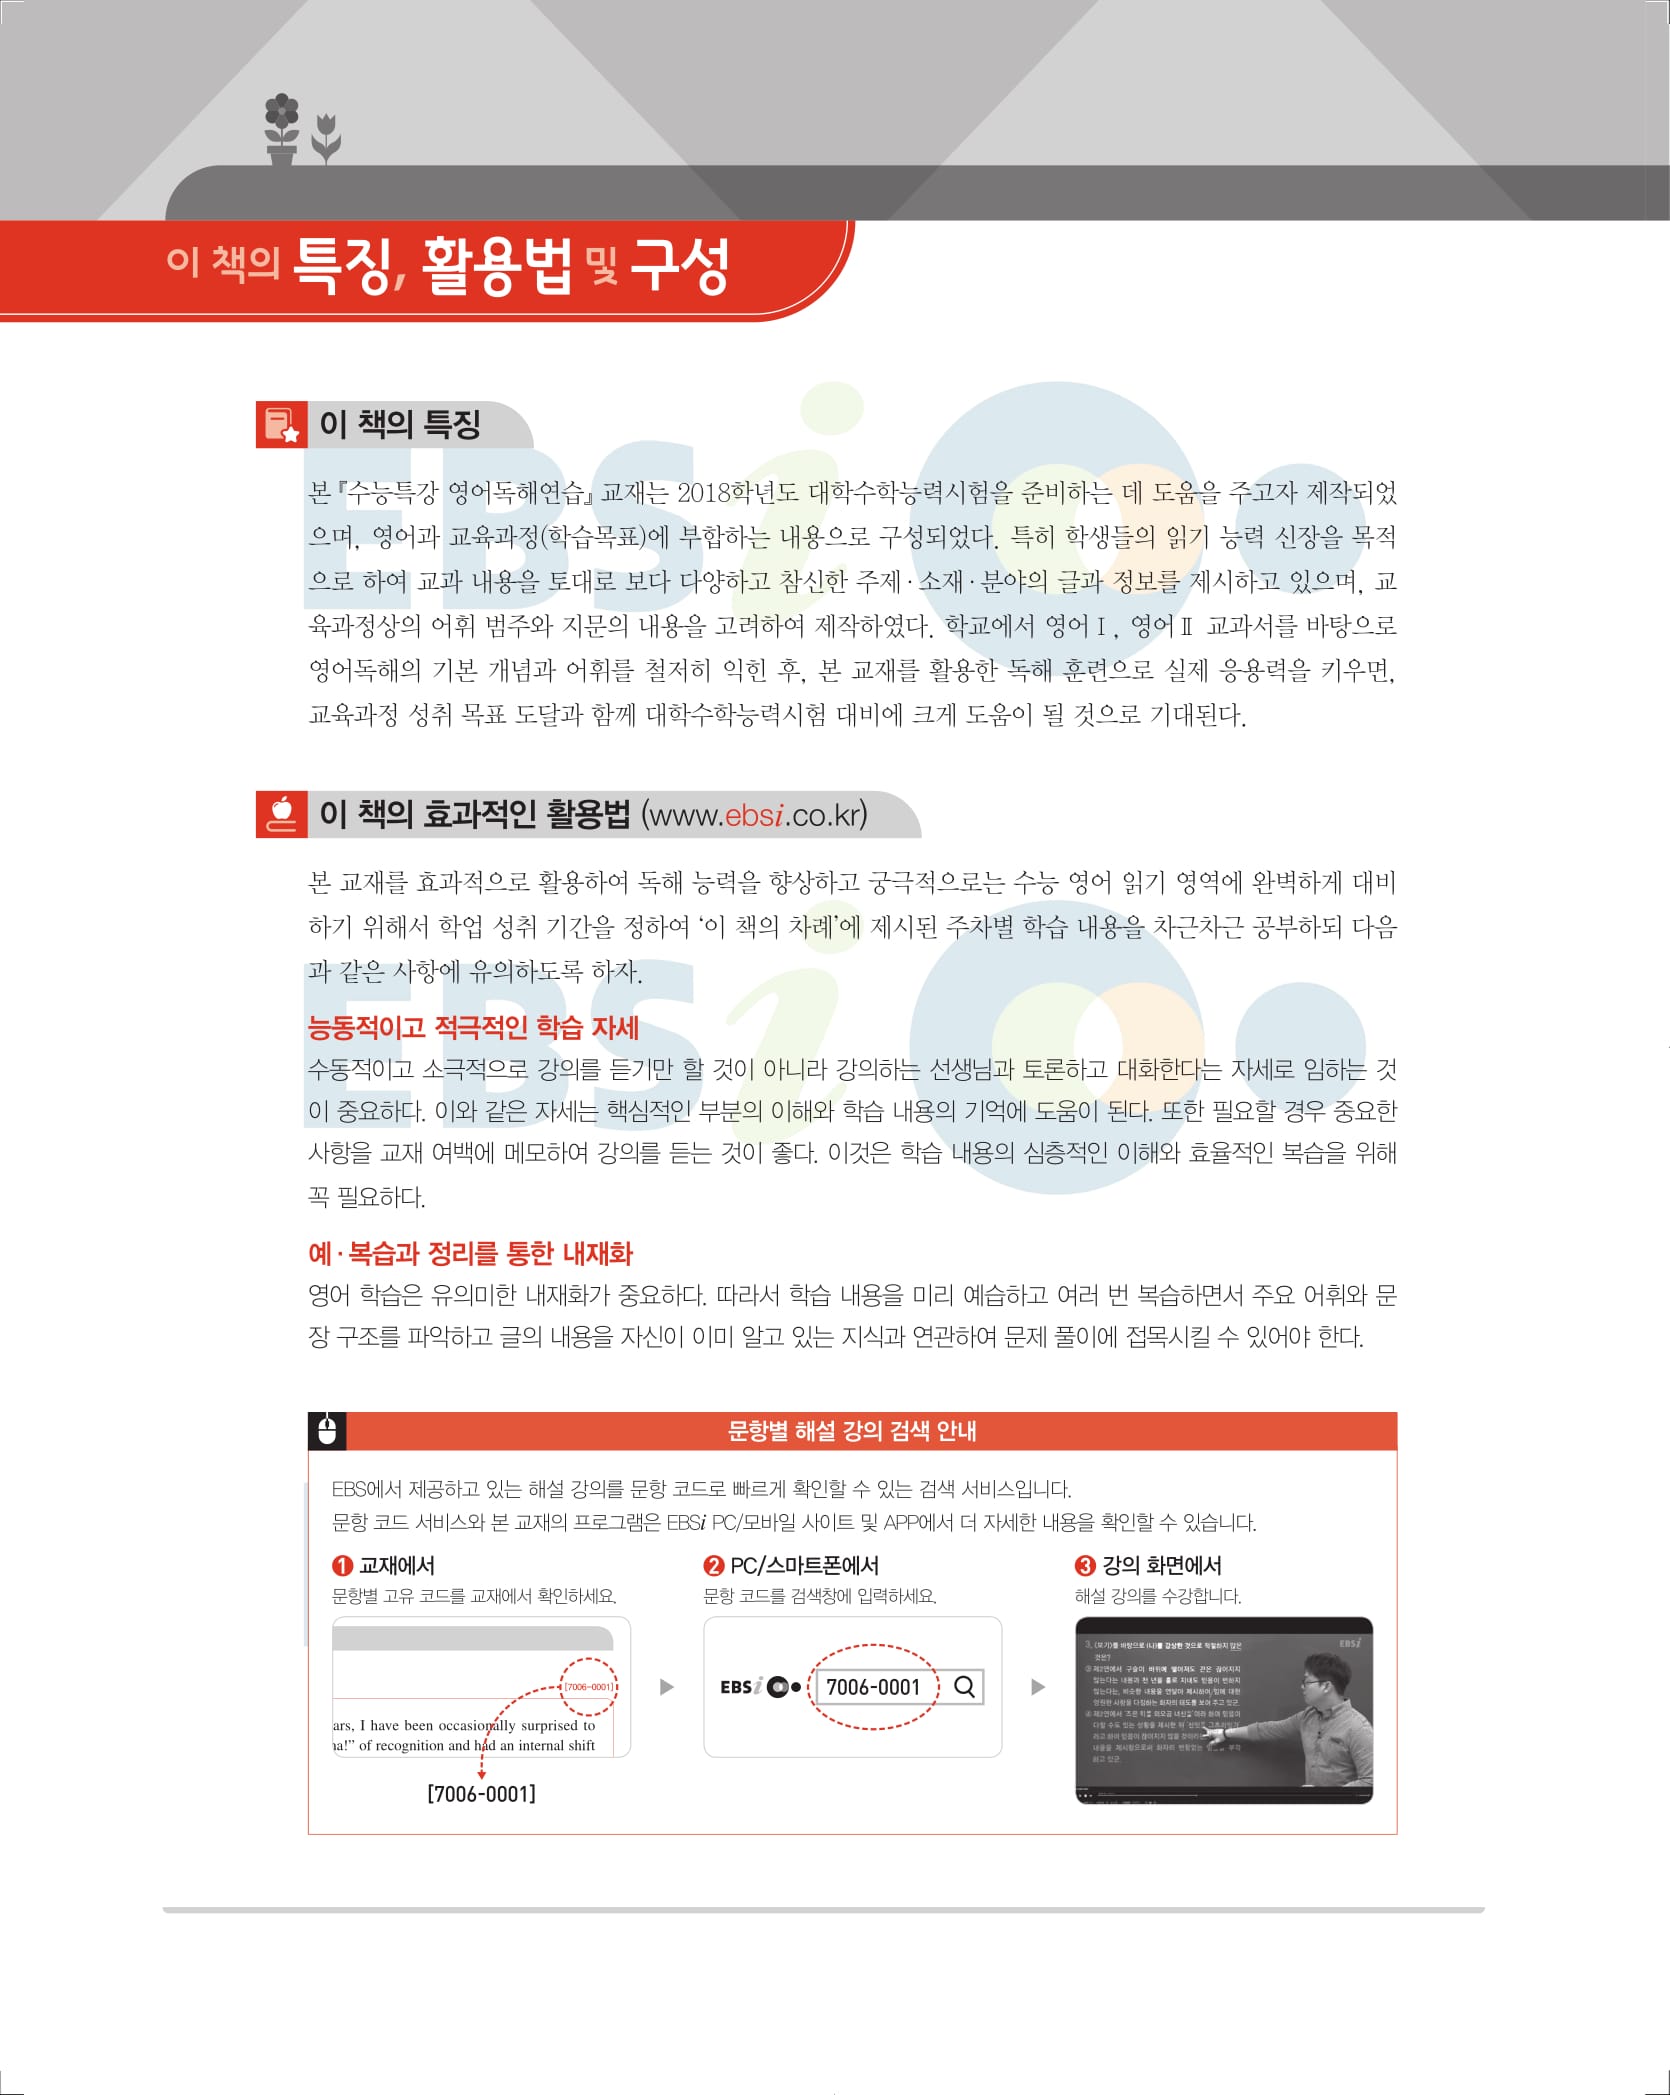 이 책의 특징, 활용법 및 구성
이 책의 특징
본 『수능특강 영어독해연습』 교재는 2018학년도 대학수학능력시험을 준비하는 데 도움을 주고자 제작되었
으며, 영어과 교육과정(학습목표)에 부합하는 내용으로 구성되었다. 특히 학생들의 읽기 능력 신장을 목적
으로 하여 교과 내용을 토대로 보다 다양하고 참신한 주제·소재·분야의 글과 정보를 제시하고 있으며, 교
육과정상의 어휘 범주와 지문의 내용을 고려하여 제작하였다. 학교에서 영어Ⅰ, 영어Ⅱ 교과서를 바탕으로
영어독해의 기본 개념과 어휘를 철저히 익힌 후, 본 교재를 활용한 독해 훈련으로 실제 응용력을 키우면,
교육과정 성취 목표 도달과 함께 대학수학능력시험 대비에 크게 도움이 될 것으로 기대된다.
이 책의 효과적인 활용법 (www.ebsi.co.kr)
본 교재를 효과적으로 활용하여 독해 능력을 향상하고 궁극적으로는 수능 영어 읽기 영역에 완벽하게 대비
하기 위해서 학업 성취 기간을 정하여 ‘이 책의 차례’에 제시된 주차별 학습 내용을 차근차근 공부하되 다음
과 같은 사항에 유의하도록 하자.
능동적이고 적극적인 학습 자세
수동적이고 소극적으로 강의를 듣기만 할 것이 아니라 강의하는 선생님과 토론하고 대화한다는 자세로 임하는 것
이 중요하다. 이와 같은 자세는 핵심적인 부분의 이해와 학습 내용의 기억에 도움이 된다. 또한 필요할 경우 중요한
사항을 교재 여백에 메모하여 강의를 듣는 것이 좋다. 이것은 학습 내용의 심층적인 이해와 효율적인 복습을 위해
꼭 필요하다.
예·복습과 정리를 통한 내재화
영어 학습은 유의미한 내재화가 중요하다. 따라서 학습 내용을 미리 예습하고 여러 번 복습하면서 주요 어휘와 문
장 구조를 파악하고 글의 내용을 자신이 이미 알고 있는 지식과 연관하여 문제 풀이에 접목시킬 수 있어야 한다.
문항별 해설 강의 검색 안내
EBS에서 제공하고 있는 해설 강의를 문항 코드로 빠르게 확인할 수 있는 검색 서비스입니다.
문항 코드 서비스와 본 교재의 프로그램은 EBSi PC/모바일 사이트 및 APP에서 더 자세한 내용을 확인할 수 있습니다.
1 교재에서
문항별 고유 코드를 교재에서 확인하세요.
[7006-0001]
ars, I have been occasionally surprised to
na!” of recognition and had an internal shift
[7006-0001]
2 PC/스마트폰에서
문항 코드를 검색창에 입력하세요.
EBSi
7006-0001
3 강의 화면에서
해설 강의를 수강합니다.
EBSi
3. <보기>를 바탕으로 (나)를 감상한 것으로 적절하지 않은
것은?
EBSi
EBSi